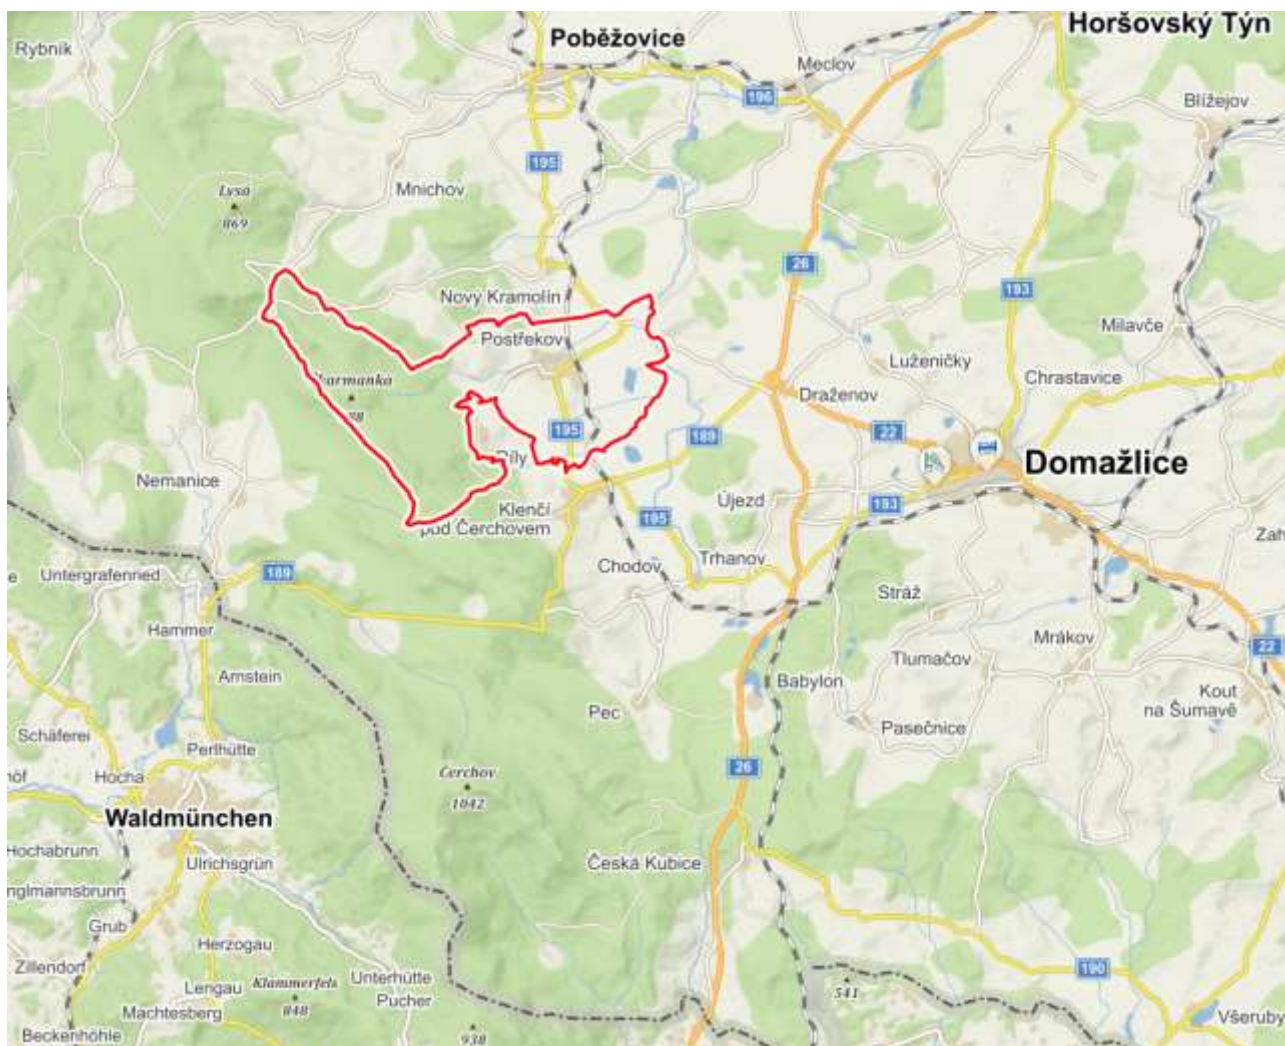 Horšovský Týn
Poběžovice
Rybník
Meclov
196
Blížejov
195
Mnichov
Lysá
869
26
Nový Kramolín
193
Milavče
Postřekov
Luženičky
Chrastavice
Draženov
22
195
189
Díly
Domažlice
Nemanice
Klenčí
pod Čerchovem
Újezd
193
195
Chodov
Trhanov
Untergrafenried
189
Stráž
Hammer
Mrákov
22
Tlumačov
Arnstein
Babylon
Kout
na Šumavě
Pec
Pasečnice
Schäferei
Perlhütte
Hocha
Čerchov
1042
26
Waldmünchen
Hochabrunn
Ulrichsgrün
Česká Kubice
Grub
Herzogau
Zillendorf
Unterhütte
Pucher
Klammerfels
848
Lengau
190
541
Machtesberg
938
Beckenhöhle
Všeruby